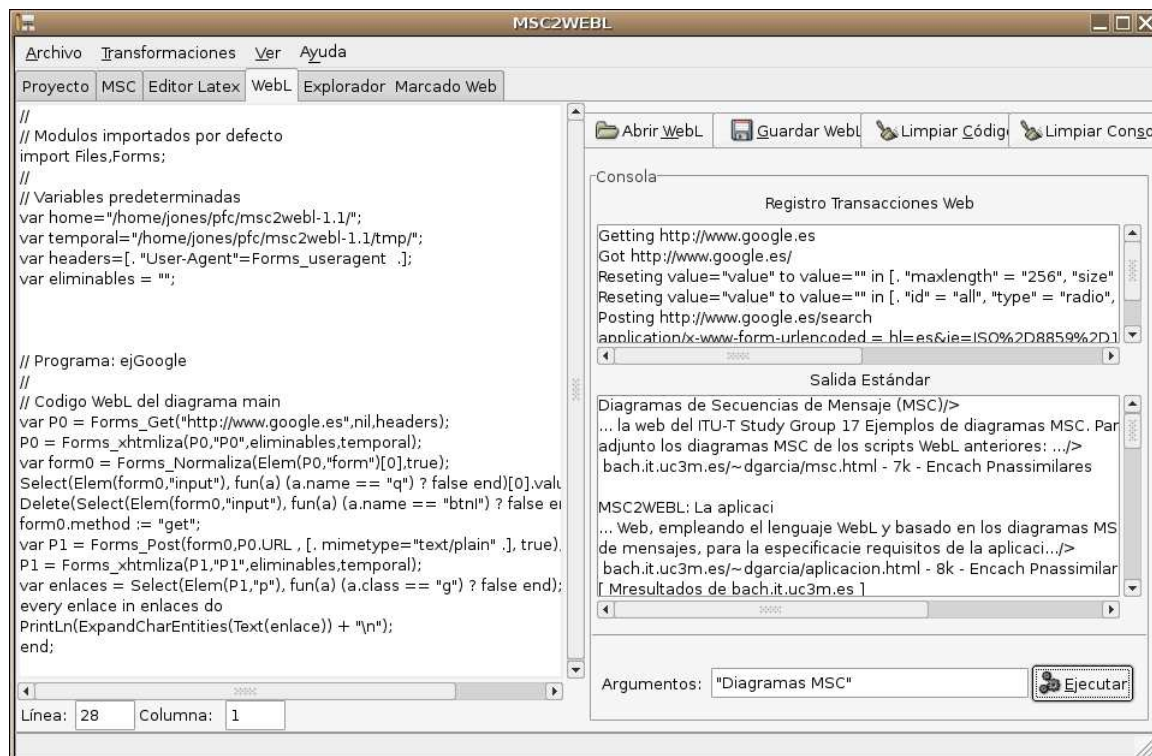 MSC2WEBL
Archivo Transformaciones Ver Ayuda
Proyecto MSC Editor Latex WebL Explorador Marcado Web
//
// Modulos importados por defecto
import Files,Forms;
//
// Variables predeterminadas
var home="/home/jones/pfc/msc2webl-1.1/";
var temporal="/home/jones/pfc/msc2webl-1.1/tmp/";
var headers=[. "User-Agent"=Forms_useragent .];
var eliminables = "";
// Programa: ejGoogle
//
// Codigo WebL del diagrama main
var P0 = Forms_Get("http://www.google.es",nil,headers);
P0 = Forms_xhtmliza(P0,"P0",eliminables,temporal);
var form0 = Forms_Normaliza(Elem(P0,"form")[0],true);
Select(Elem(form0,"input"), fun(a) (a.name == "q") ? false end)[0].valu
Delete(Select(Elem(form0,"input"), fun(a) (a.name == "btnI") ? false en
form0.method := "get";
var P1 = Forms_Post(form0,P0.URL , [. mimetype="text/plain" .], true)
P1 = Forms_xhtmliza(P1,"P1",eliminables,temporal);
var enlaces = Select(Elem(P1,"p"), fun(a) (a.class == "g") ? false end);
every enlace in enlaces do
PrintLn(ExpandCharEntities(Text(enlace)) + "\n");
end;
Línea: 28 Columna: 1
Abrir WebL Guardar WebL Limpiar Códig Limpiar Conso
Consola
Registro Transacciones Web
Getting http://www.google.es
Got http://www.google.es/
Reseting value="value" to value="" in [. "maxlength" = "256", "size"
Reseting value="value" to value="" in [. "id" = "all", "type" = "radio",
Posting http://www.google.es/search
application/x-www-form-urlencoded = hl=es&ie=ISO%2D8859%2D1
Salida Estándar
Diagramas de Secuencias de Mensaje (MSC)/>
... la web del ITU-T Study Group 17 Ejemplos de diagramas MSC. Par
adjunto los diagramas MSC de los scripts WebL anteriores: .../>
bach.it.uc3m.es/~dgarcia/msc.html - 7k - Encach Pnassimilares
MSC2WEBL: La aplicaci
... Web, empleando el lenguaje WebL y basado en los diagramas MS
de mensajes, para la especificacie requisitos de la aplicaci.../>
bach.it.uc3m.es/~dgarcia/aplicacion.html - 8k - Encach Pnassimilar
[ Mresultados de bach.it.uc3m.es ]
Argumentos: "Diagramas MSC" Ejecutar